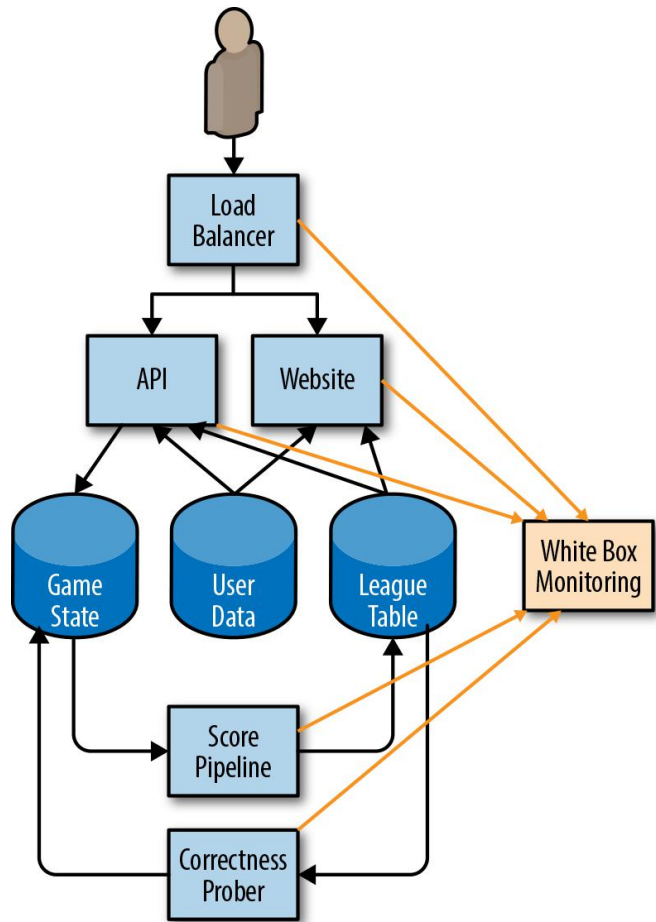 Load
Balancer
API
Website
Game
State
User
Data
League
Table
White Box
Monitoring
Score
Pipeline
Correctness
Prober